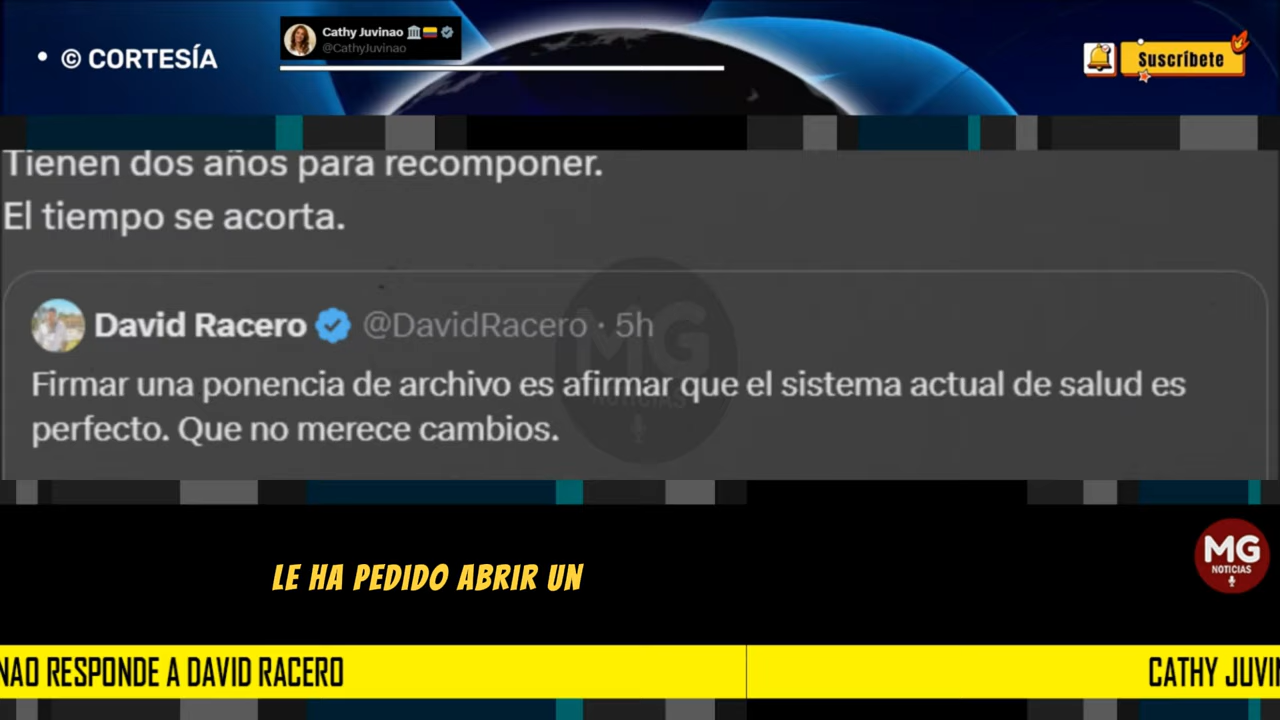 • © CORTESÍA
Cathy Juvinao 🏛️🇨🇴
@CathyJuvinao
Suscríbete
Tienen dos años para recomponer.
El tiempo se acorta.
David Racero @DavidRacero · 5h
Firmar una ponencia de archivo es afirmar que el sistema actual de salud es
perfecto. Que no merece cambios.
MG
NOTICIAS
LE HA PEDIDO ABRIR UN
MG
NOTICIAS
NAO RESPONDE A DAVID RACERO
CATHY JUVIN